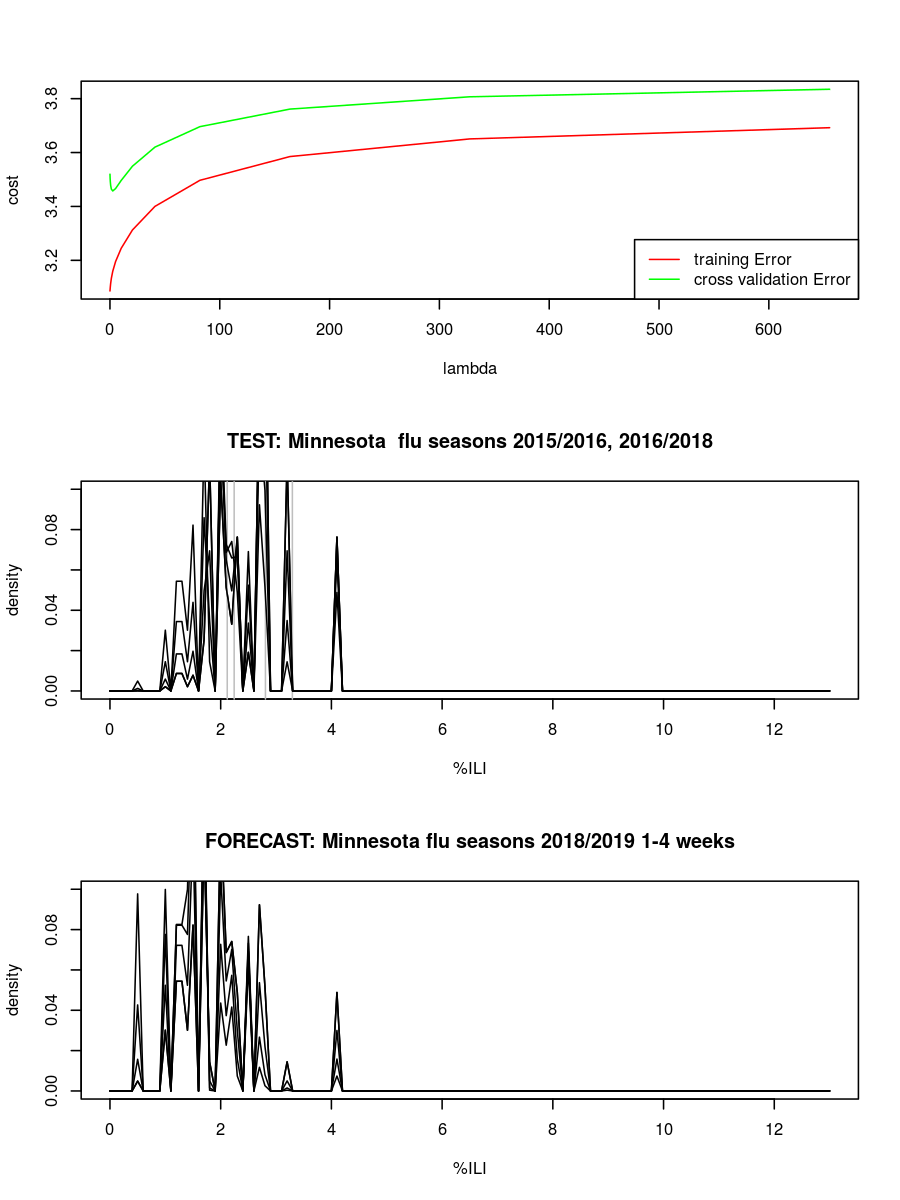 3.8
3.6
3.4
3.2
cost
training Error
cross validation Error
0 100 200 300 400 500 600
lambda
TEST: Minnesota  flu seasons 2015/2016, 2016/2018
0.08
0.04
0.00
density
0 2 4 6 8 10 12
%ILI
FORECAST: Minnesota flu seasons 2018/2019 1-4 weeks
0.08
0.04
0.00
density
0 2 4 6 8 10 12
%ILI